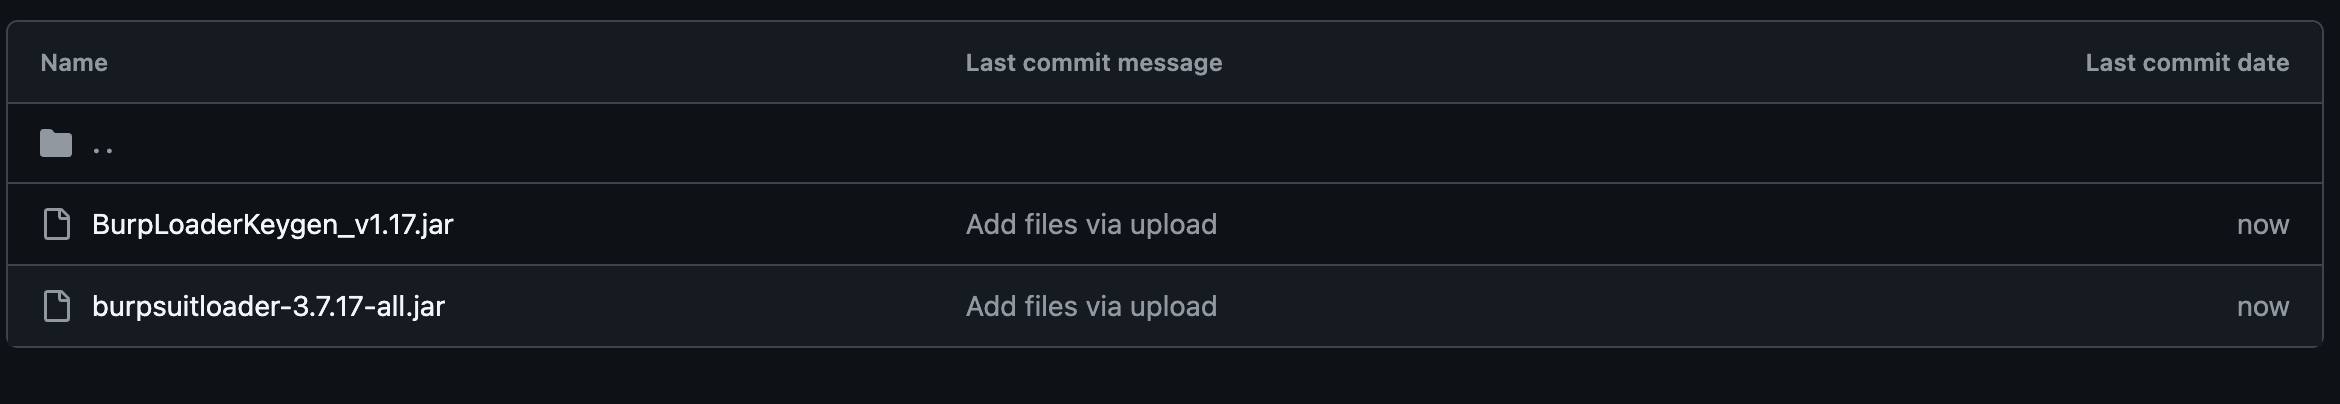 Name Last commit message Last commit date
..
BurpLoaderKeygen_v1.17.jar Add files via upload now
burpsuitloader-3.7.17-all.jar Add files via upload now